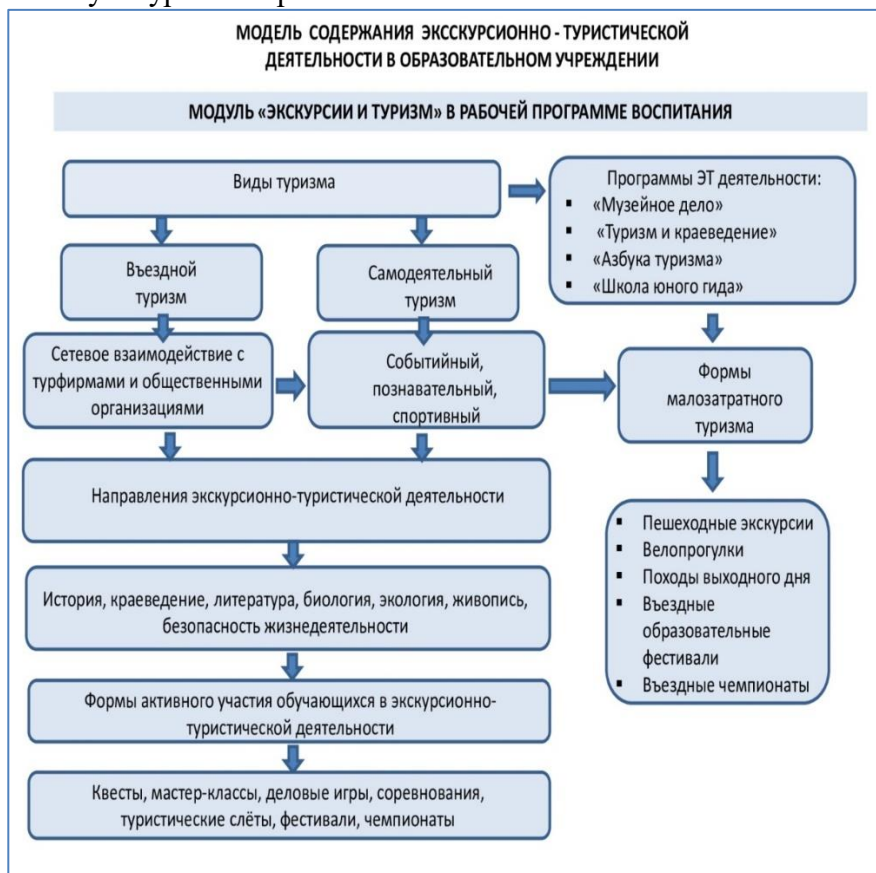 МОДЕЛЬ СОДЕРЖАНИЯ ЭКССКУРСИОННО - ТУРИСТИЧЕСКОЙ
ДЕЯТЕЛЬНОСТИ В ОБРАЗОВАТЕЛЬНОМ УЧРЕЖДЕНИИ
МОДУЛЬ «ЭКСКУРСИИ И ТУРИЗМ» В РАБОЧЕЙ ПРОГРАММЕ ВОСПИТАНИЯ
Виды туризма
Программы ЭТ деятельности:
▪ «Музейное дело»
▪ «Туризм и краеведение»
▪ «Азбука туризма»
▪ «Школа юного гида»
Въездной
туризм
Самодеятельный
туризм
Сетевое взаимодействие с
турфирмами и общественными
организациями
Событийный,
познавательный,
спортивный
Формы
малозатратного
туризма
Направления экскурсионно-туристической деятельности
▪ Пешеходные экскурсии
▪ Велопрогулки
▪ Походы выходного дня
▪ Въездные
образовательные
фестивали
▪ Въездные чемпионаты
История, краеведение, литература, биология, экология, живопись,
безопасность жизнедеятельности
Формы активного участия обучающихся в экскурсионно-
туристической деятельности
Квесты, мастер-классы, деловые игры, соревнования,
туристические слёты, фестивали, чемпионаты